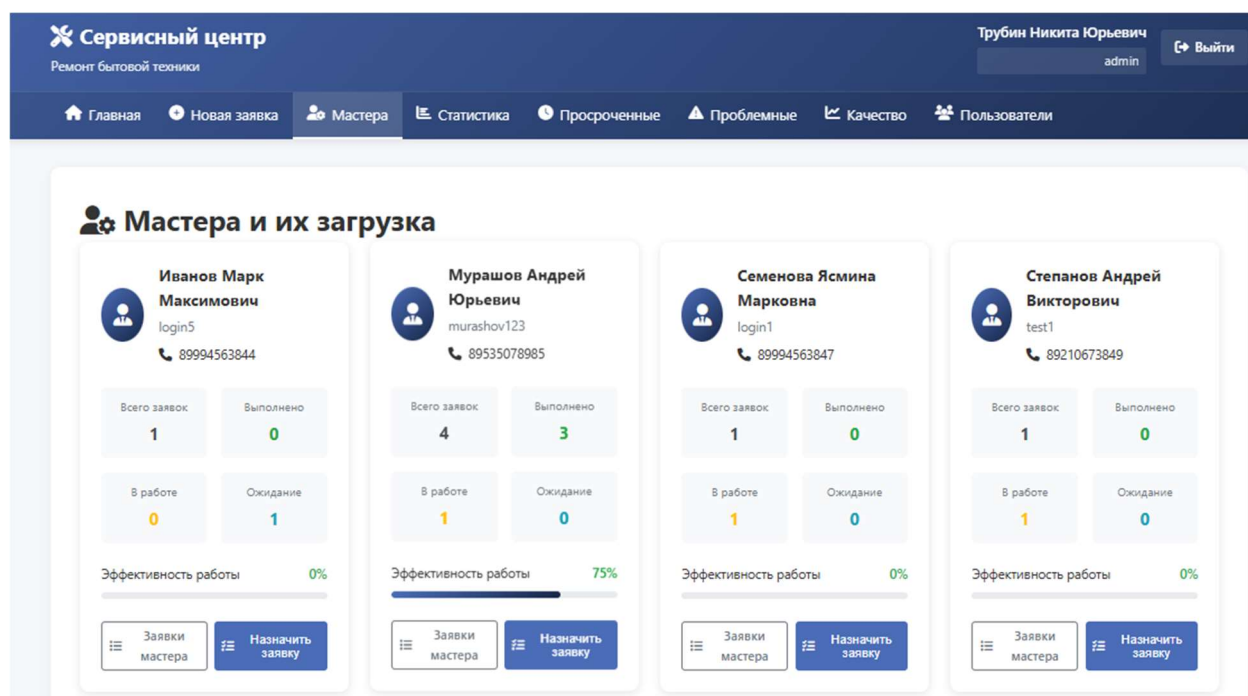 Сервисный центр
Ремонт бытовой техники
Трубин Никита Юрьевич
admin
Выйти
Главная
Новая заявка
Мастера
Статистика
Просроченные
Проблемные
Качество
Пользователи
Мастера и их загрузка
Иванов Марк
Максимович
login5
89994563844
Всего заявок
Выполнено
1
0
В работе
Ожидание
0
1
Эффективность работы
0%
Заявки
мастера
Назначить
заявку
Мурашов Андрей
Юрьевич
murashov123
89535078985
Всего заявок
Выполнено
4
3
В работе
Ожидание
1
0
Эффективность работы
75%
Заявки
мастера
Назначить
заявку
Семенова Ясмина
Марковна
login1
89994563847
Всего заявок
Выполнено
1
0
В работе
Ожидание
1
0
Эффективность работы
0%
Заявки
мастера
Назначить
заявку
Степанов Андрей
Викторович
test1
89210673849
Всего заявок
Выполнено
1
0
В работе
Ожидание
1
0
Эффективность работы
0%
Заявки
мастера
Назначить
заявку